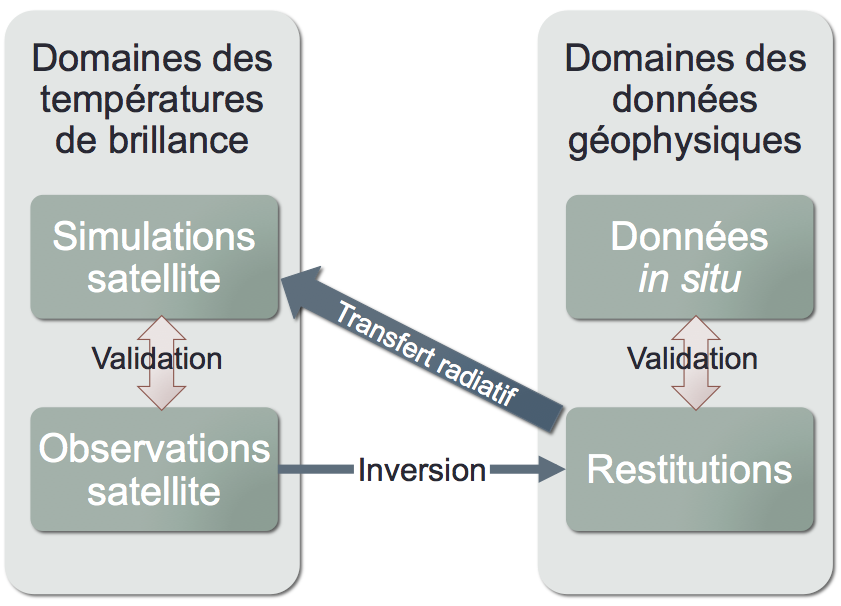 Domaines des
températures
de brillance
Simulations
satellite
Validation
Observations
satellite
Transfert radiatif
Inversion
Domaines des
données
géophysiques
Données
in situ
Validation
Restitutions